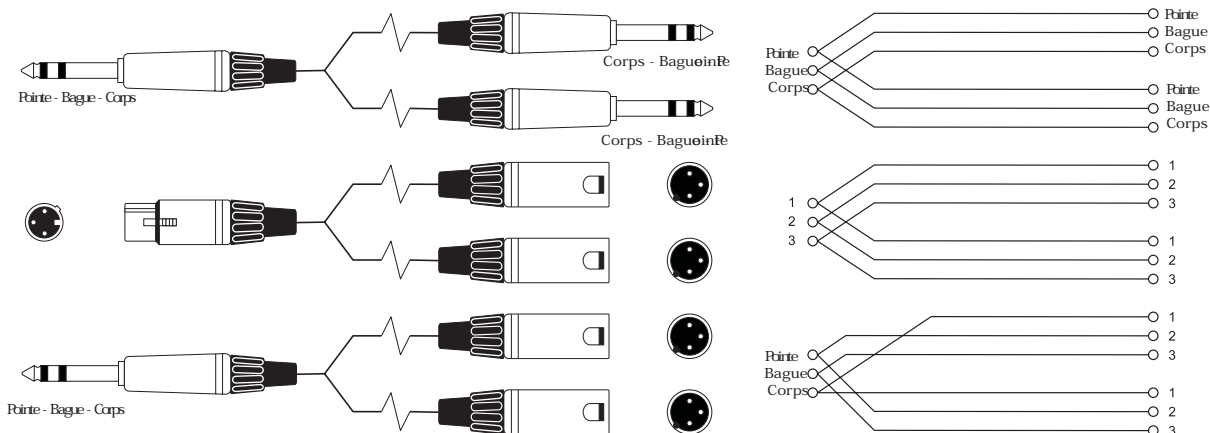 Pointe - Bague - Corps
Corps - Bague - Pointe
Corps - Bague - Pointe
Pointe
Bague
Corps
Pointe
Bague
Corps
Pointe
Bague
Corps
1
2
3
1
2
3
1
2
3
Pointe - Bague - Corps
Pointe
Bague
Corps
1
2
3
1
2
3